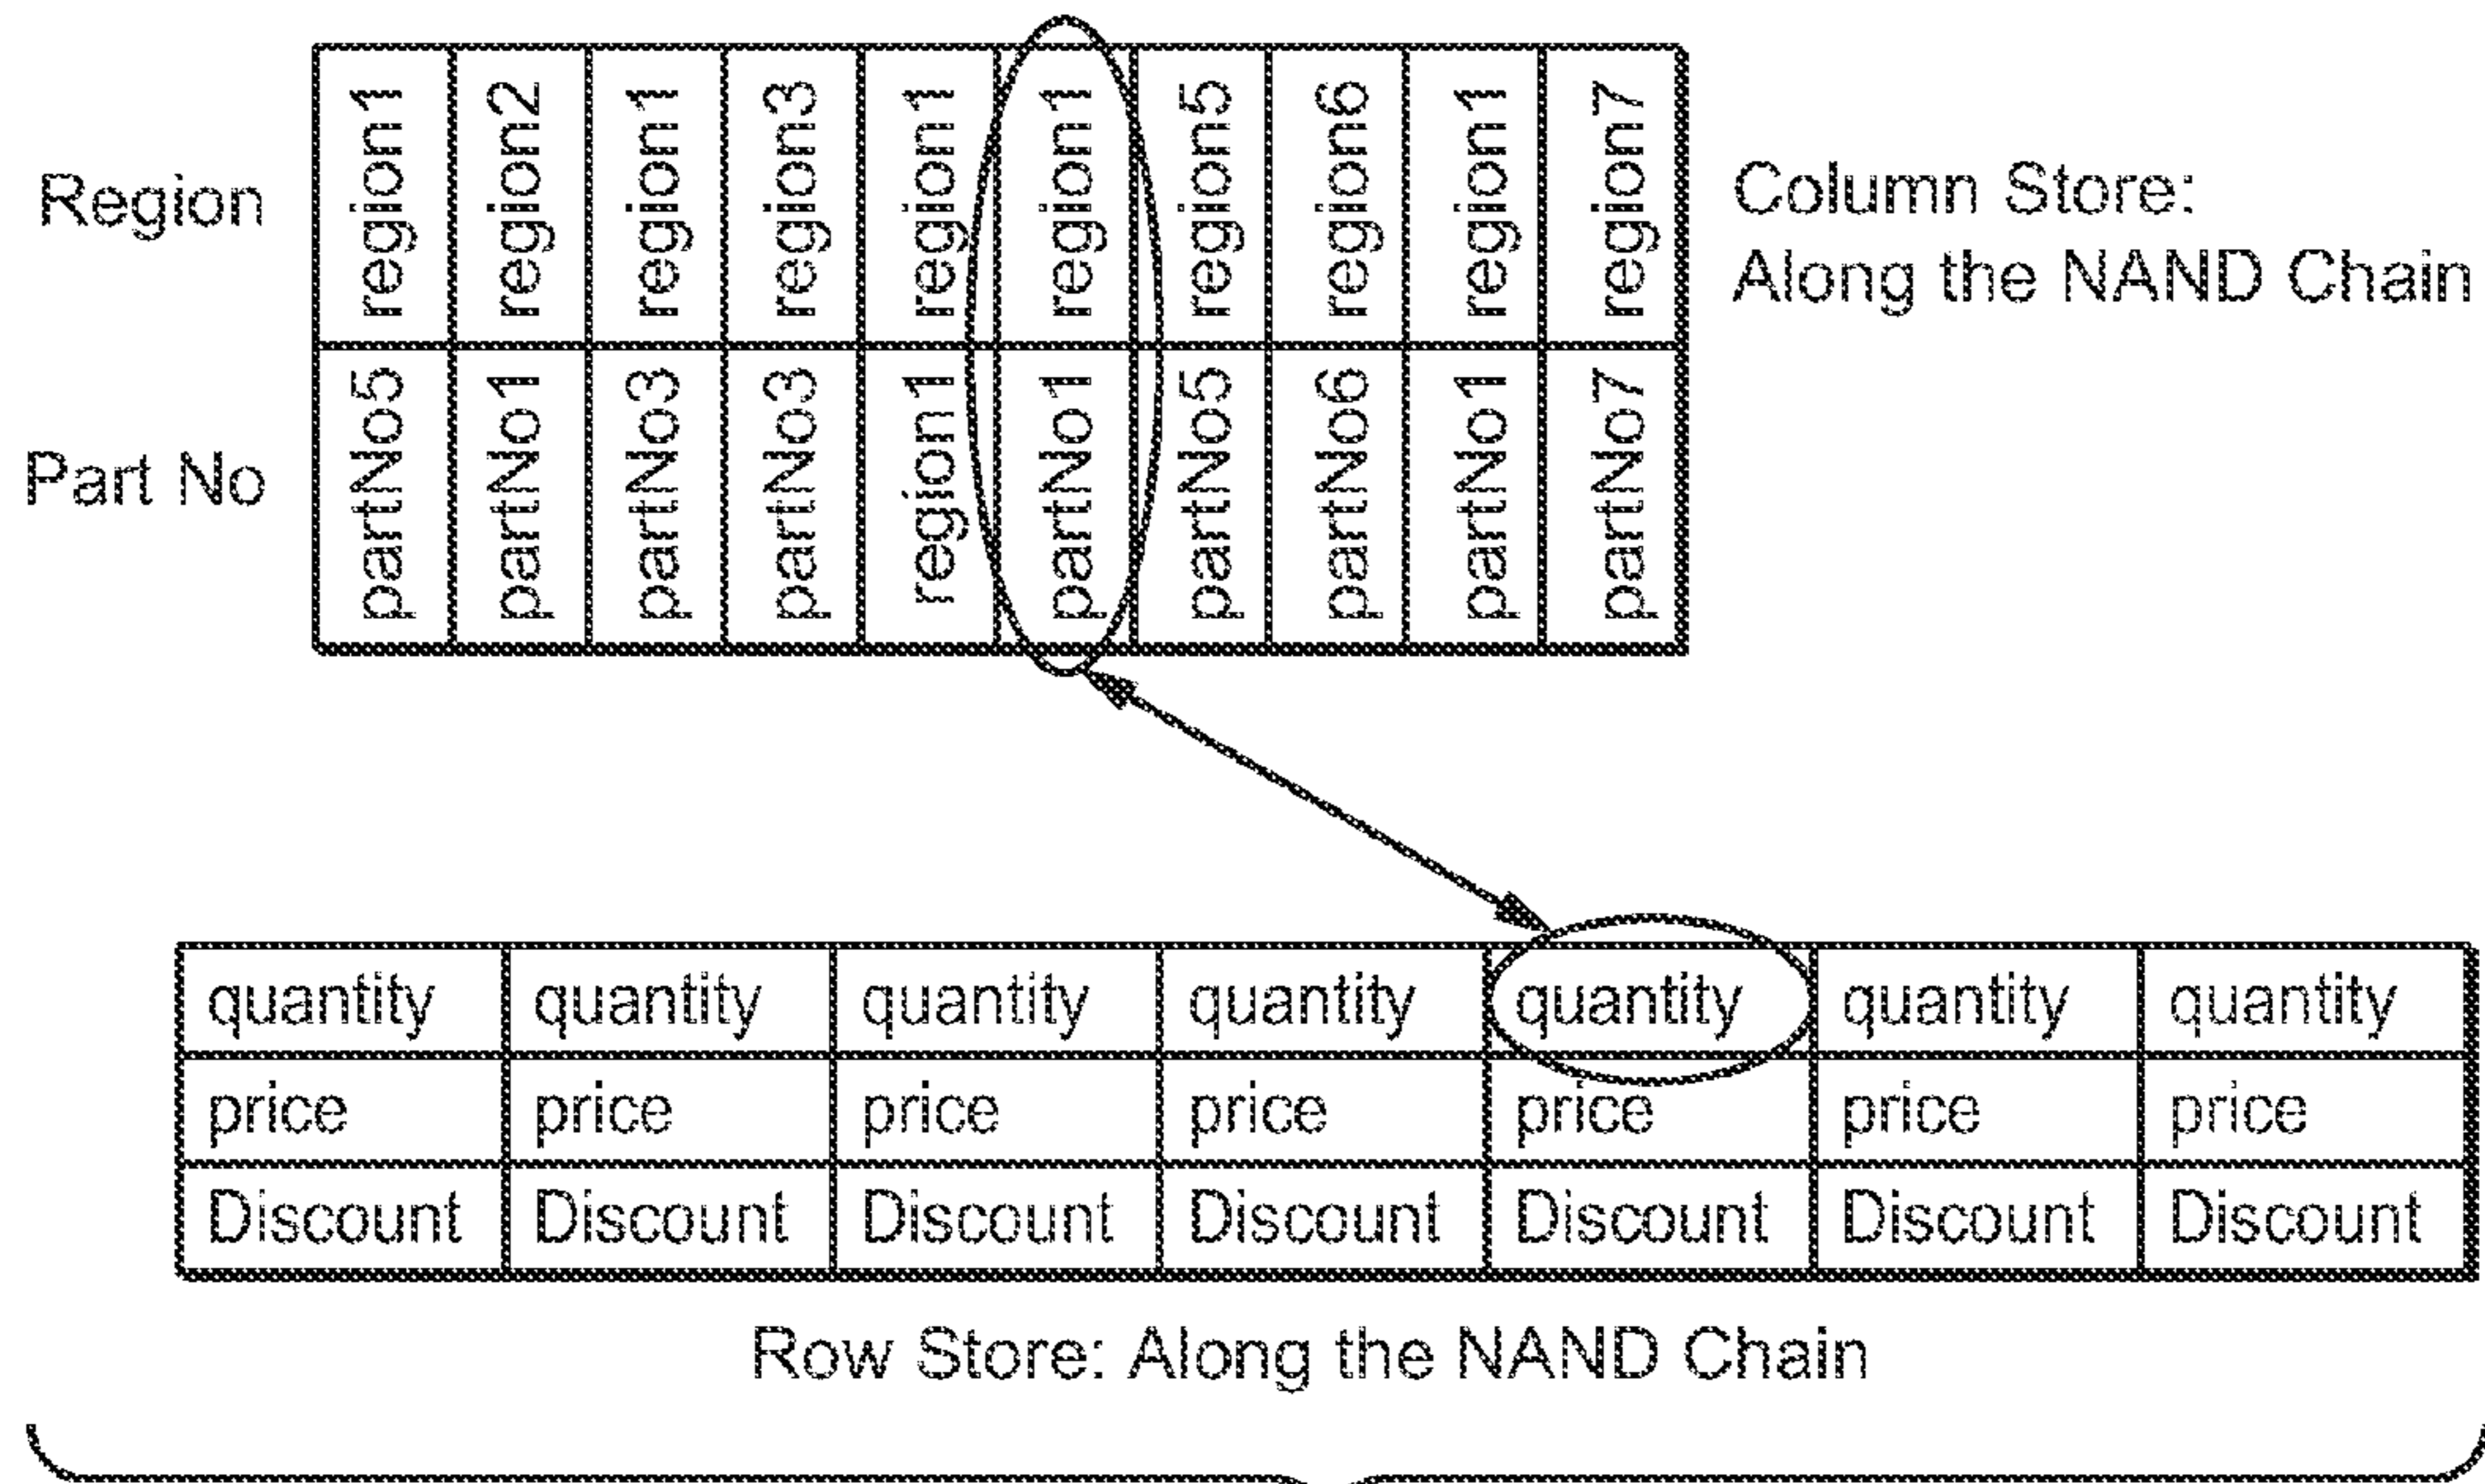 Region region1 region2 region1 region3 region1 region1 region5 region6 region1 region7
Column Store:
Along the NAND Chain
Part No partNo5 partNo1 partNo3 partNo3 region1 partNo1 partNo5 partNo6 partNo1 partNo7
quantity quantity quantity quantity quantity quantity quantity
price price price price price price price
Discount Discount Discount Discount Discount Discount Discount
Row Store: Along the NAND Chain